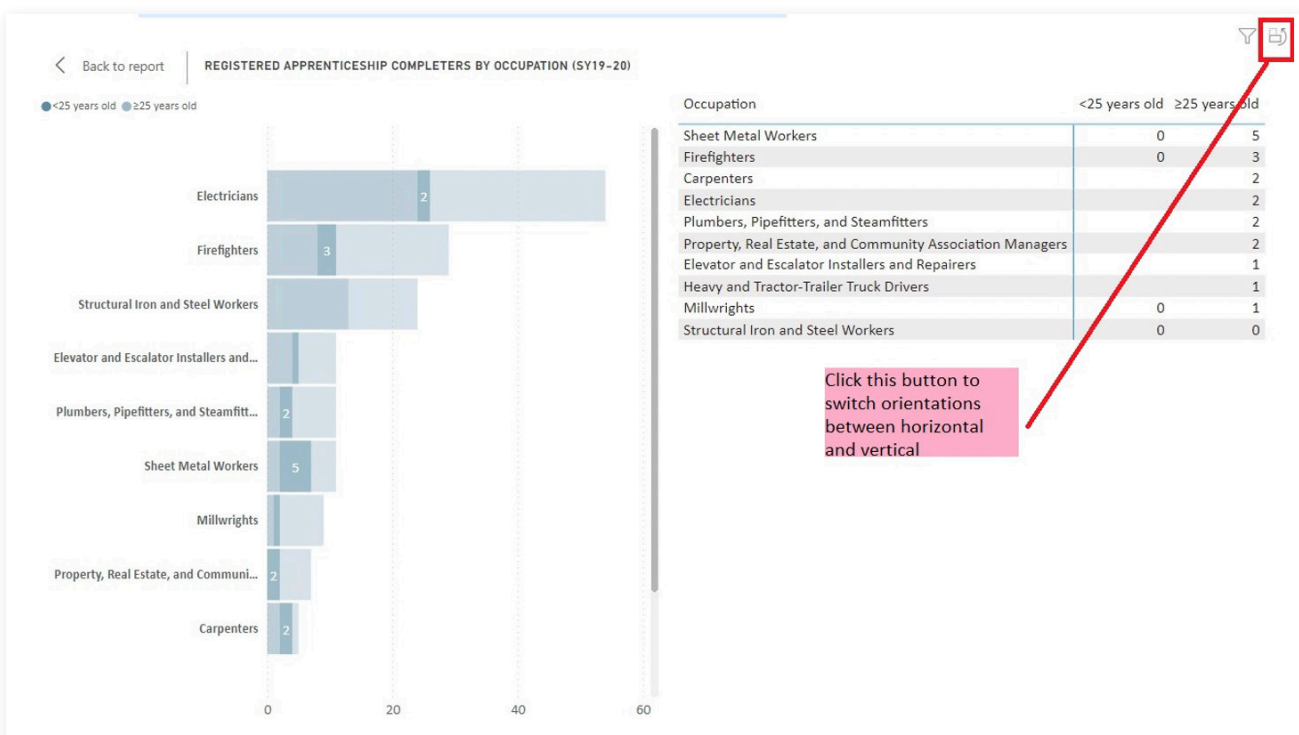 Back to report
REGISTERED APPRENTICESHIP COMPLETERS BY OCCUPATION (SY19-20)
<25 years old ≥25 years old
Electricians 2
Firefighters 3
Structural Iron and Steel Workers
Elevator and Escalator Installers and...
Plumbers, Pipefitters, and Steamfitt... 2
Sheet Metal Workers 5
Millwrights
Property, Real Estate, and Communi... 2
Carpenters 2
0 20 40 60
Occupation <25 years old ≥25 years old
Sheet Metal Workers 0 5
Firefighters 0 3
Carpenters 2
Electricians 2
Plumbers, Pipefitters, and Steamfitters 2
Property, Real Estate, and Community Association Managers 2
Elevator and Escalator Installers and Repairers 1
Heavy and Tractor-Trailer Truck Drivers 1
Millwrights 0 1
Structural Iron and Steel Workers 0 0
Click this button to
switch orientations
between horizontal
and vertical